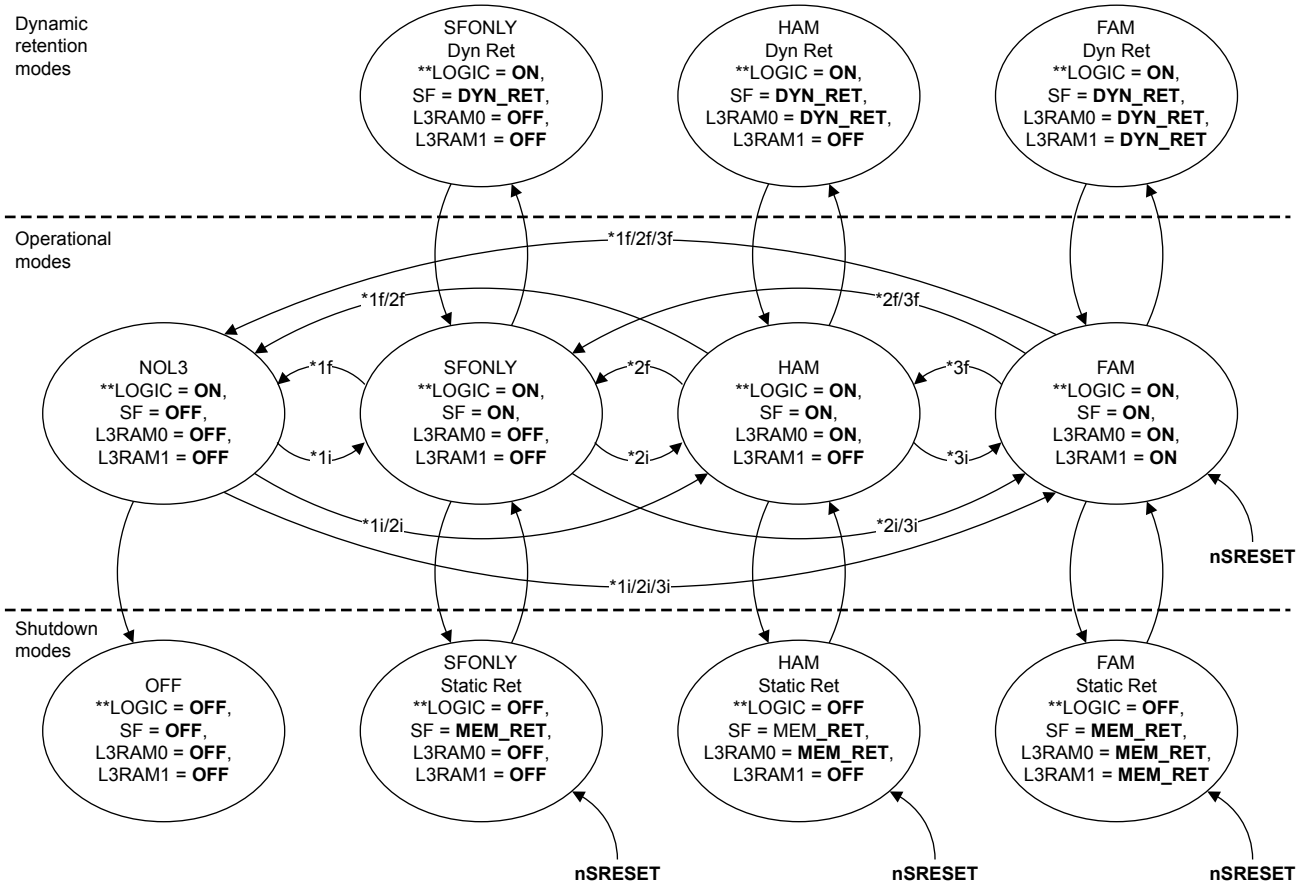 Dynamic
retention
modes
SFONLY
Dyn Ret
**LOGIC = ON,
SF = DYN_RET,
L3RAM0 = OFF,
L3RAM1 = OFF
HAM
Dyn Ret
**LOGIC = ON,
SF = DYN_RET,
L3RAM0 = DYN_RET,
L3RAM1 = OFF
FAM
Dyn Ret
**LOGIC = ON,
SF = DYN_RET,
L3RAM0 = DYN_RET,
L3RAM1 = DYN_RET
Operational
modes
*1f/2f/3f
*1f/2f
*2f/3f
NOL3
**LOGIC = ON,
SF = OFF,
L3RAM0 = OFF,
L3RAM1 = OFF
*1f
*1i
SFONLY
**LOGIC = ON,
SF = ON,
L3RAM0 = OFF,
L3RAM1 = OFF
*2f
*2i
HAM
**LOGIC = ON,
SF = ON,
L3RAM0 = ON,
L3RAM1 = OFF
*3f
*3i
FAM
**LOGIC = ON,
SF = ON,
L3RAM0 = ON,
L3RAM1 = ON
*1i/2i
*2i/3i
*1i/2i/3i
nSRESET
Shutdown
modes
OFF
**LOGIC = OFF,
SF = OFF,
L3RAM0 = OFF,
L3RAM1 = OFF
SFONLY
Static Ret
**LOGIC = OFF,
SF = MEM_RET,
L3RAM0 = OFF,
L3RAM1 = OFF
HAM
Static Ret
**LOGIC = OFF
SF = MEM_RET,
L3RAM0 = MEM_RET,
L3RAM1 = OFF
FAM
Static Ret
**LOGIC = OFF,
SF = MEM_RET,
L3RAM0 = MEM_RET,
L3RAM1 = MEM_RET
nSRESET
nSRESET
nSRESET